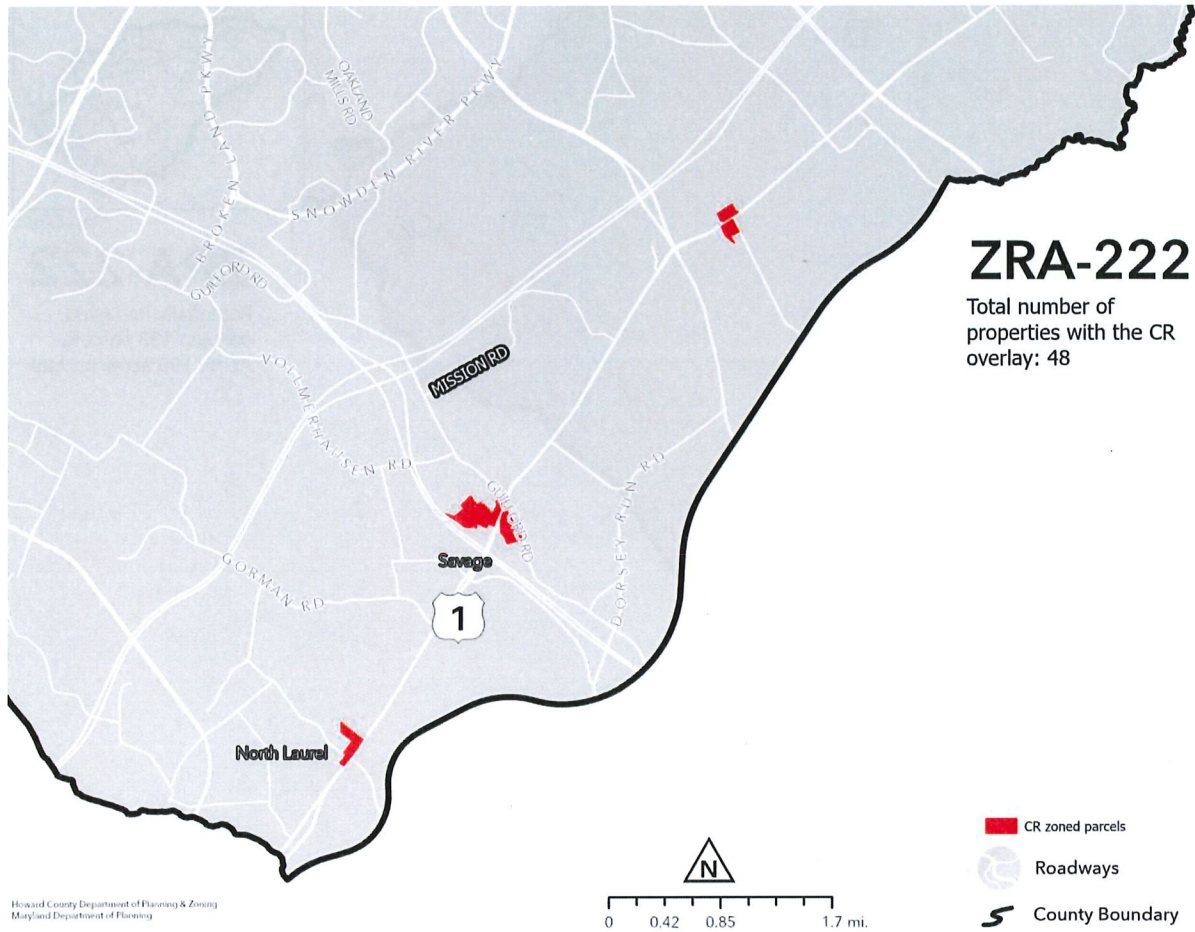 BROKEN LAND PKWY
OAKLAND
MILLS RD
SNOWDEN RIVER PKWY
GUILFORD RD
ZRA-222
Total number of
properties with the CR
overlay: 48
MISSION RD
VOLLMERHAUSEN RD
GUILFORD RD
DORSEY RUN RD
Savage
GORMAN RD
1
North Laurel
CR zoned parcels
N
Roadways
0 0.42 0.85 1.7 mi.
County Boundary
Howard County Department of Planning & Zoning
Maryland Department of Planning